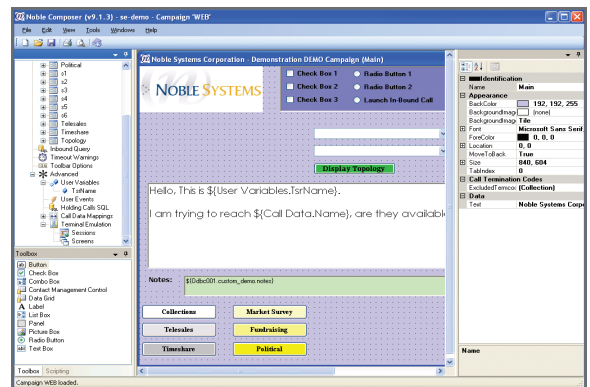 Noble Composer (v9.1.3) - se-demo - Campaign 'WEB'
File Edit View Tools Windows Help
Political
s1
s2
s3
s4
s5
s6
Telesales
Timeshare
Topology
Inbound Query
Timeout Warnings
Toolbar Options
Advanced
User Variables
TsrName
User Events
Holding Calls SQL
Call Data Mappings
Terminal Emulation
Sessions
Screens
Toolbox
Button
Check Box
Combo Box
Contact Management Control
Data Grid
Label
List Box
Panel
Picture Box
Radio Button
Text Box
Toolbox Scripting
Campaign WEB loaded.
Noble Systems Corporation - Demonstration DEMO Campaign (Main)
NOBLE SYSTEMS
Check Box 1 Radio Button 1
Check Box 2 Radio Button 2
Check Box 3 Launch In-Bound Call
Display Topology
Hello, This is ${User Variables.TsrName}.
I am trying to reach ${Call Data.Name}, are they availabl
Notes: ${Ddbc001.custom_demo.notes}
Collections Market Survey
Telesales Fundraising
Timeshare Political
Identification
Name Main
Appearance
BackColor 192, 192, 255
BackgroundImag (none)
BackgroundImag Tile
Font Microsoft Sans Serif,
ForeColor 0, 0, 0
Location 0, 0
MoveToBack True
Size 840, 604
TabIndex 0
Call Termination Codes
ExcludedTermcod (Collection)
Data
Text Noble Systems Corpo
Name